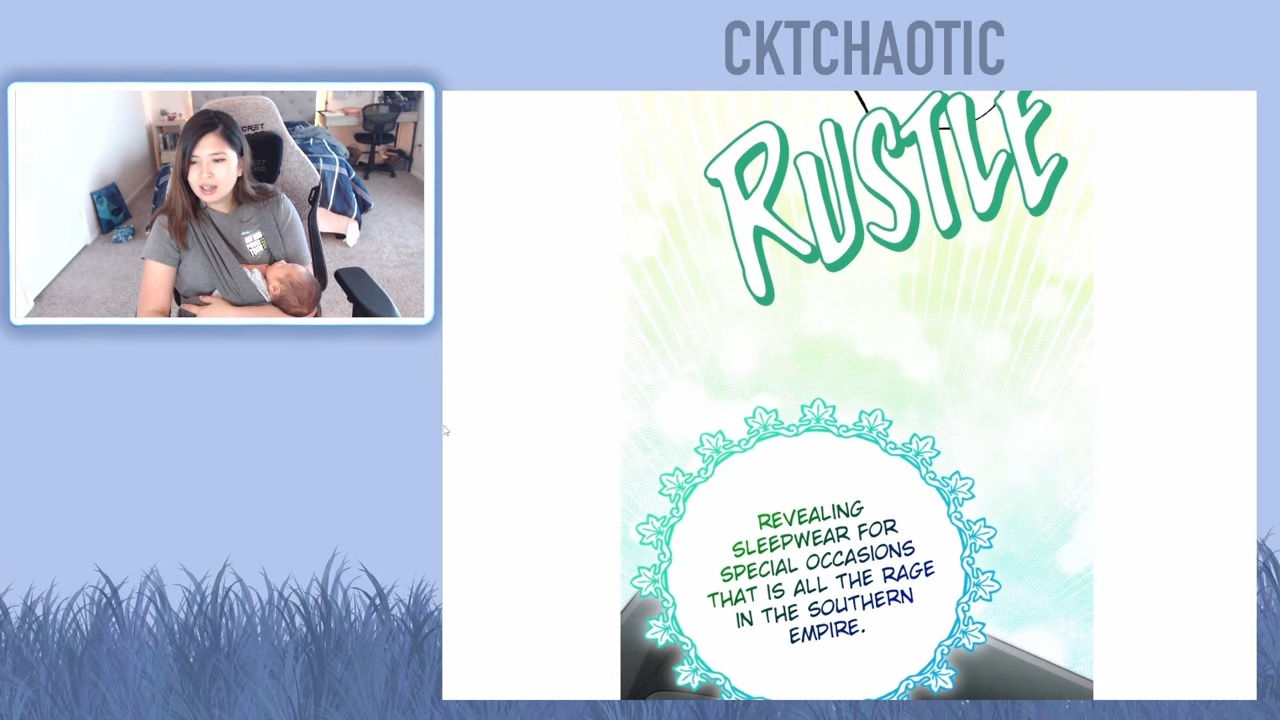 CKTCHAOTIC
RUSTLE
REVEALING
SLEEPWEAR FOR
SPECIAL OCCASIONS
THAT IS ALL THE RAGE
IN THE SOUTHERN
EMPIRE.